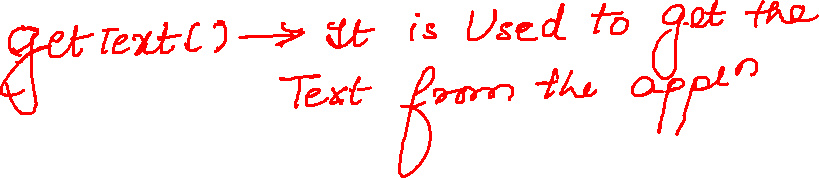 getText() → It is Used to get the
Text from the appln